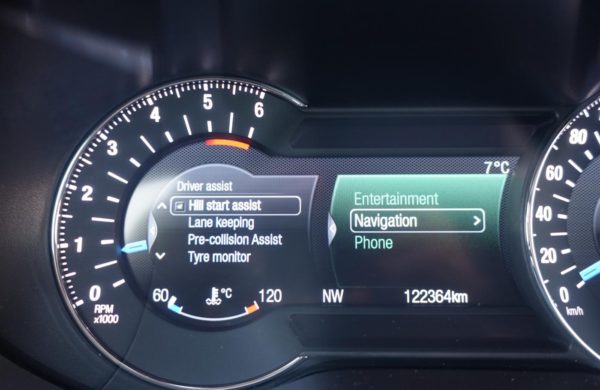 6
5
4
3
2
1
0
RPM
x1000
Driver assist
Hill start assist
Lane keeping
Pre-collision Assist
Tyre monitor
60 °C 120
7°C
Entertainment
Navigation >
Phone
NW 122364km
80
60
40
20
0
km/h